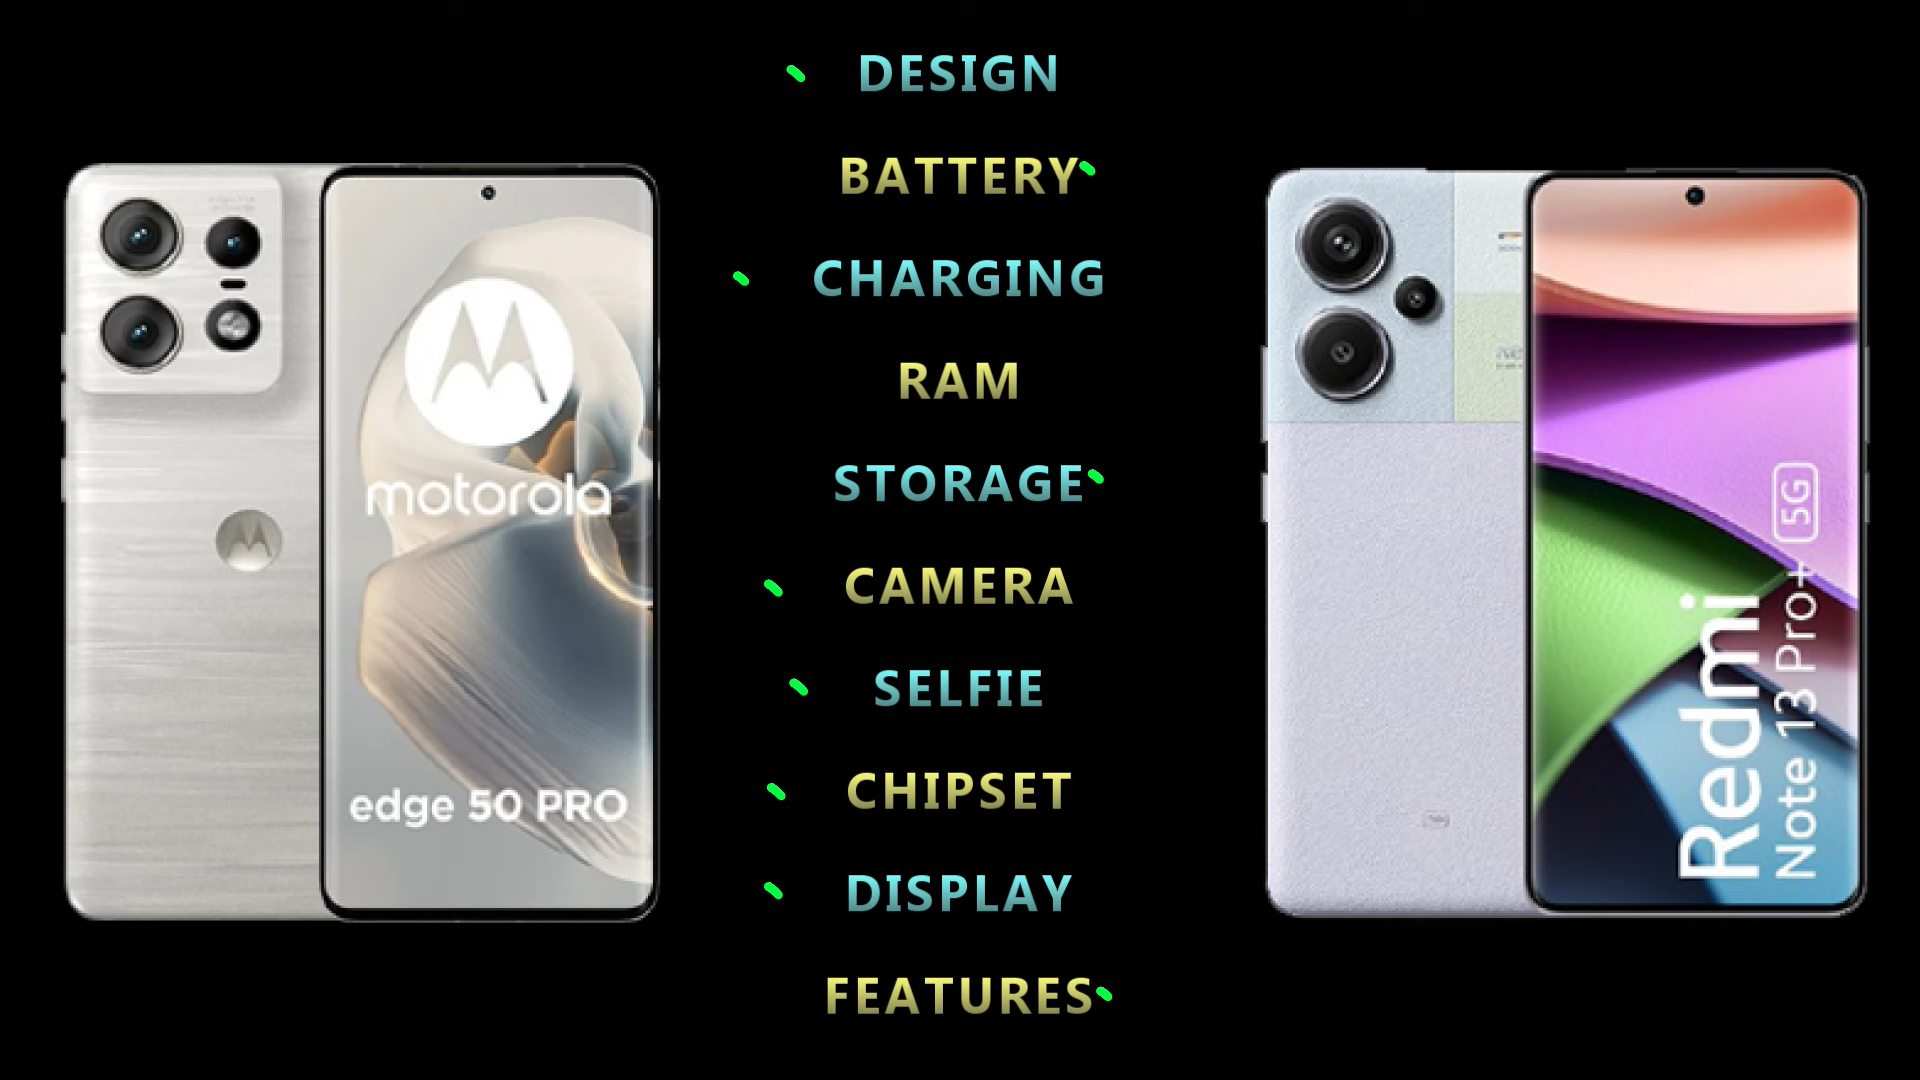 DESIGN
BATTERY
CHARGING
RAM
STORAGE
CAMERA
SELFIE
CHIPSET
DISPLAY
FEATURES
motorola
edge 50 PRO
Redmi
Note 13 Pro+ 5G